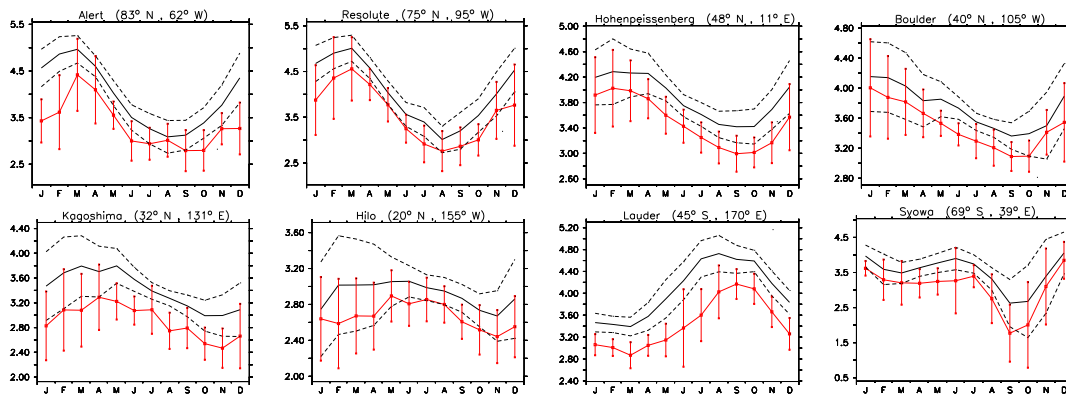 Alert (83° N , 62° W)
5.5
4.5
3.5
2.5
J F M A M J J A S O N D
Resolute (75° N , 95° W)
5.5
4.5
3.5
2.5
J F M A M J J A S O N D
Hohenpeissenberg (48° N , 11° E)
5.00
4.60
4.20
3.80
3.40
3.00
2.60
J F M A M J J A S O N D
Boulder (40° N , 105° W)
4.80
4.40
4.00
3.60
3.20
2.80
J F M A M J J A S O N D
Kagoshima (32° N , 131° E)
4.40
4.00
3.60
3.20
2.80
2.40
2.00
J F M A M J J A S O N D
Hilo (20° N , 155° W)
3.60
3.20
2.80
2.40
2.00
J F M A M J J A S O N D
Lauder (45° S , 170° E)
5.20
4.80
4.40
4.00
3.60
3.20
2.80
2.40
J F M A M J J A S O N D
Syowa (69° S , 39° E)
4.5
3.5
2.5
1.5
0.5
J F M A M J J A S O N D